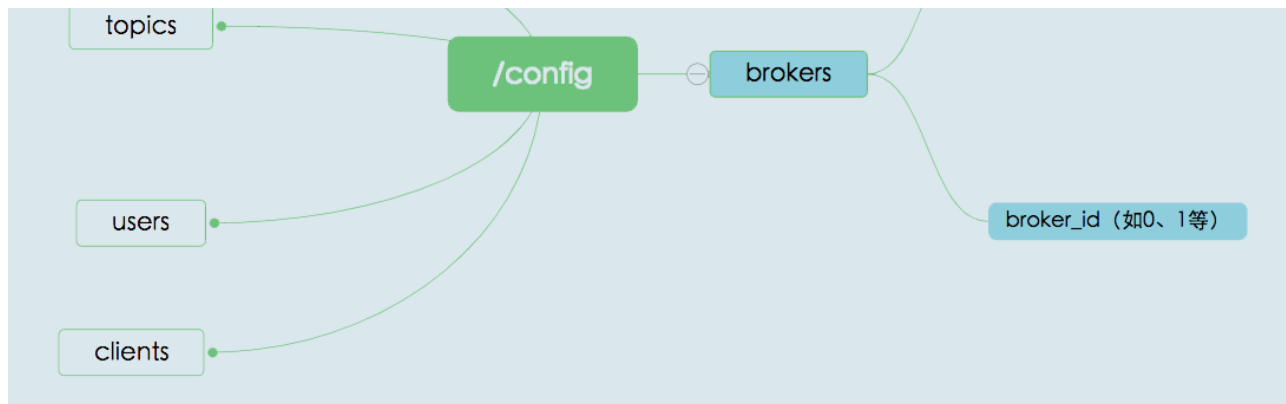 topics
/config
brokers
users
broker_id（如0、1等）
clients